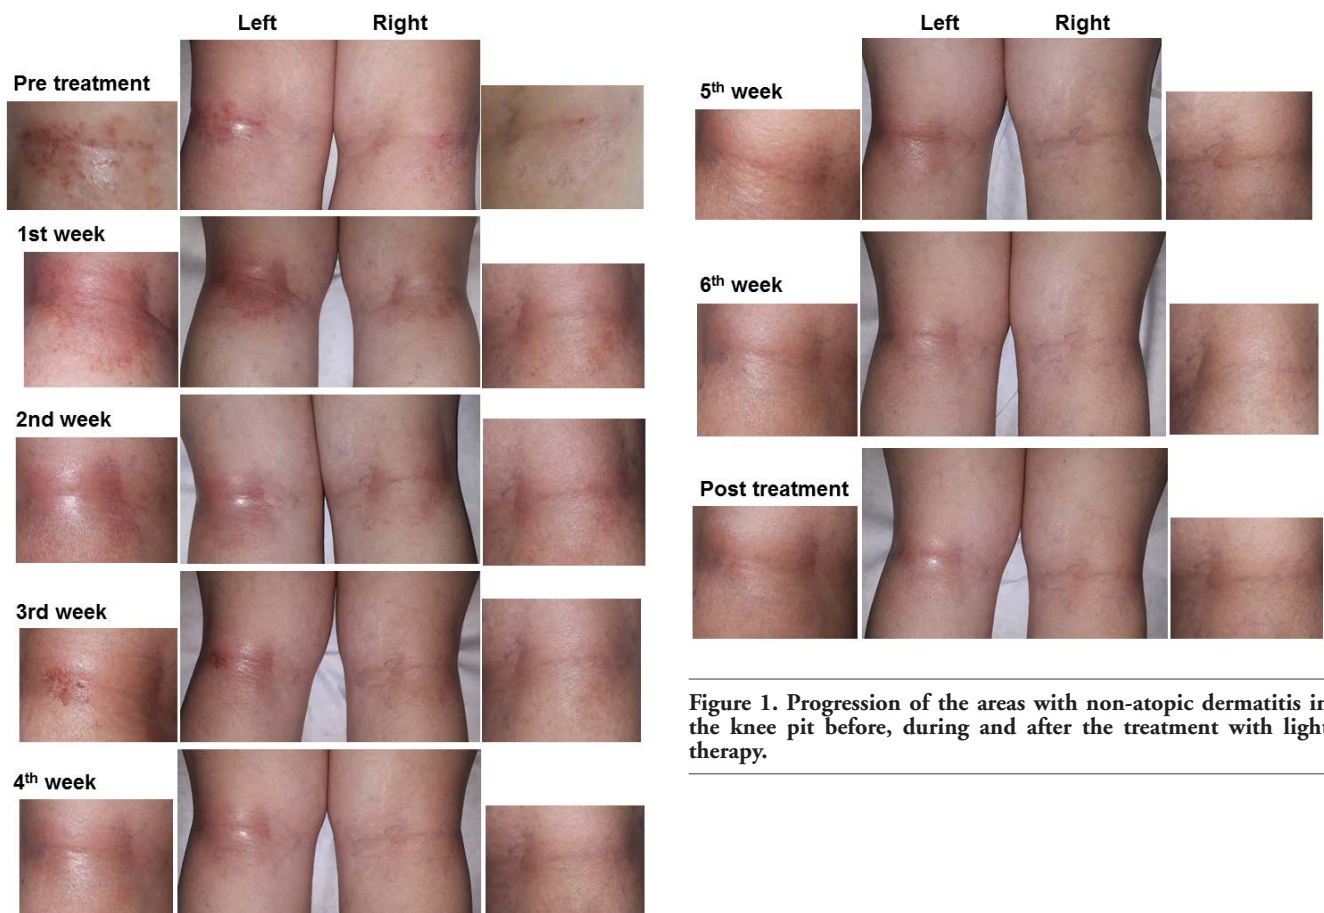 Left Right
Pre treatment
1st week
2nd week
3rd week
4th week
Left Right
5th week
6th week
Post treatment
Figure 1. Progression of the areas with non-atopic dermatitis in
the knee pit before, during and after the treatment with light
therapy.